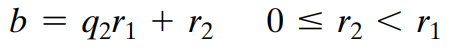 b = q₂r₁ + r₂  0 ≤ r₂ < r₁